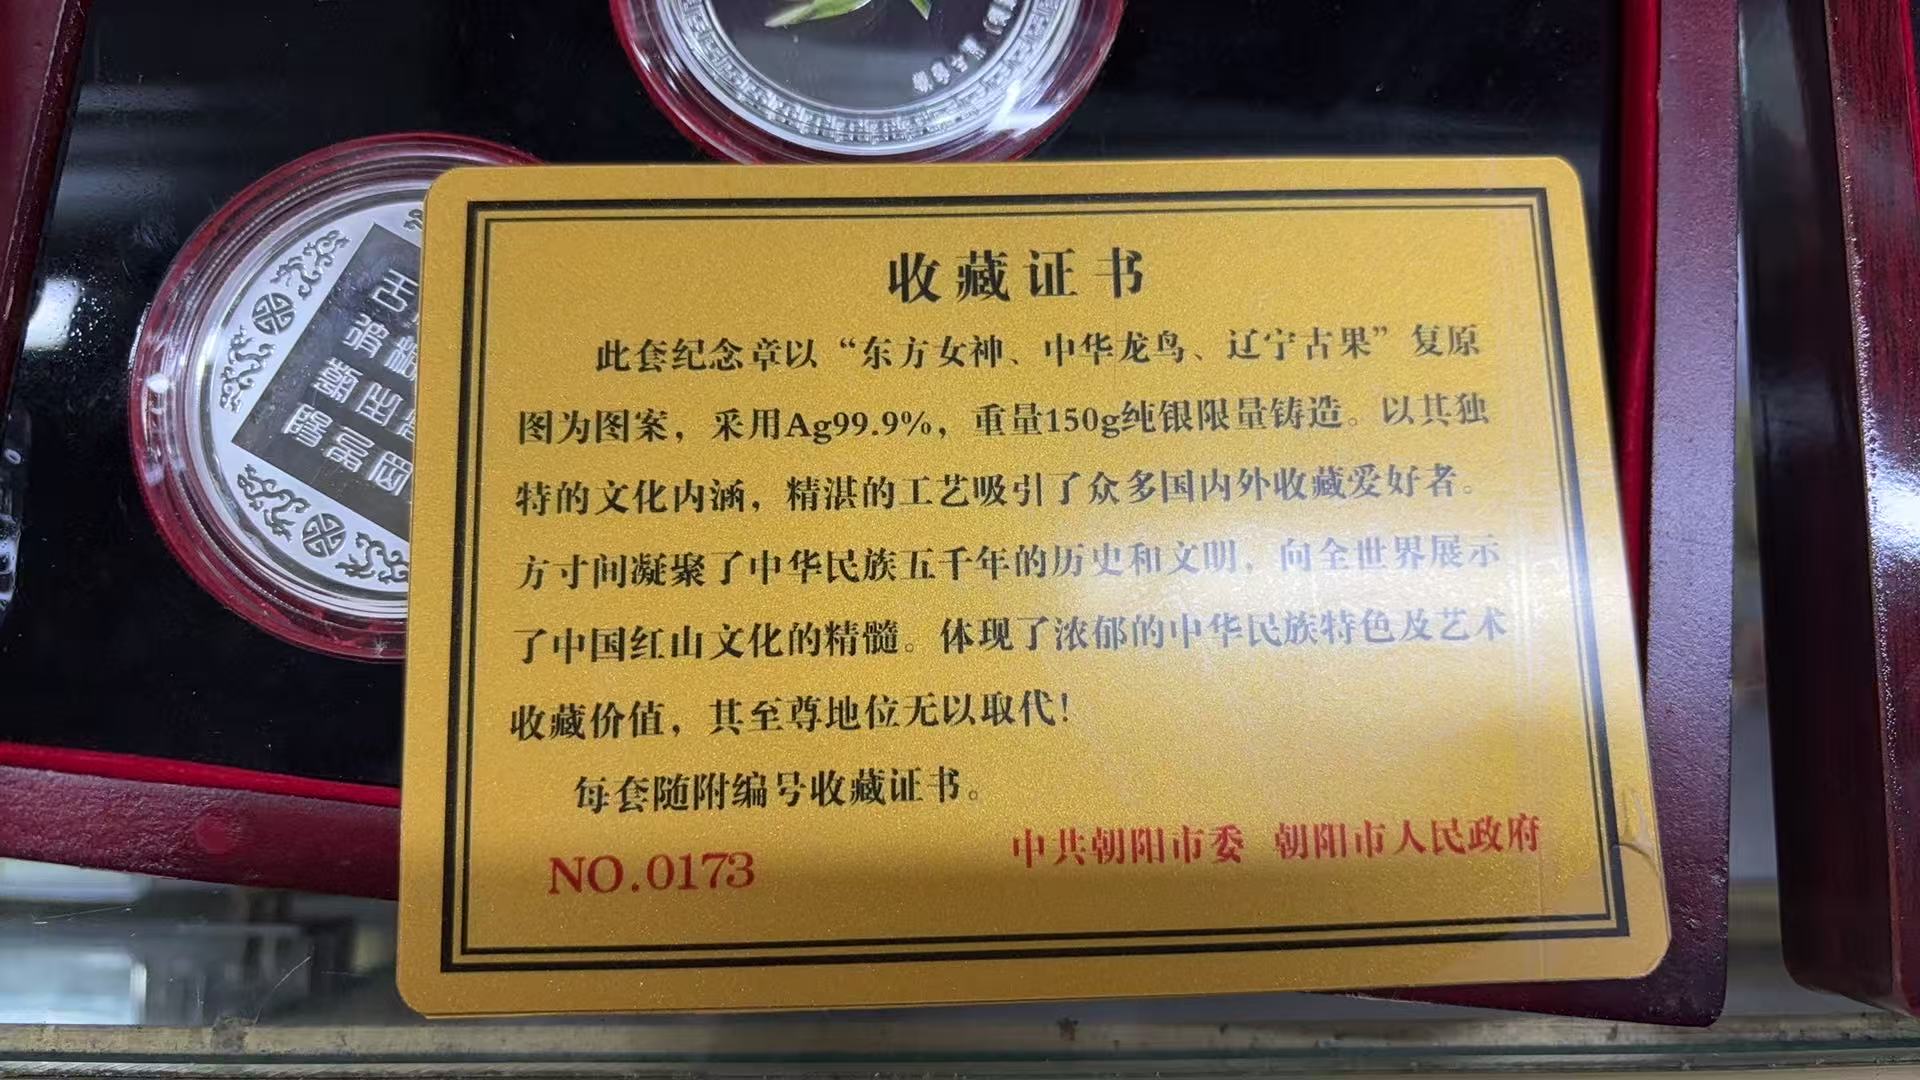 收藏证书
此套纪念章以“东方女神、中华龙鸟、辽宁古果”复原
图为图案，采用Ag99.9%，重量150g纯银限量铸造。以其独
特的文化内涵，精湛的工艺吸引了众多国内外收藏爱好者。
方寸间凝聚了中华民族五千年的历史和文明，向全世界展示
了中国红山文化的精髓。体现了浓郁的中华民族特色及艺术
收藏价值，其至尊地位无以取代！
每套随附编号收藏证书。
NO.0173
中共朝阳市委 朝阳市人民政府